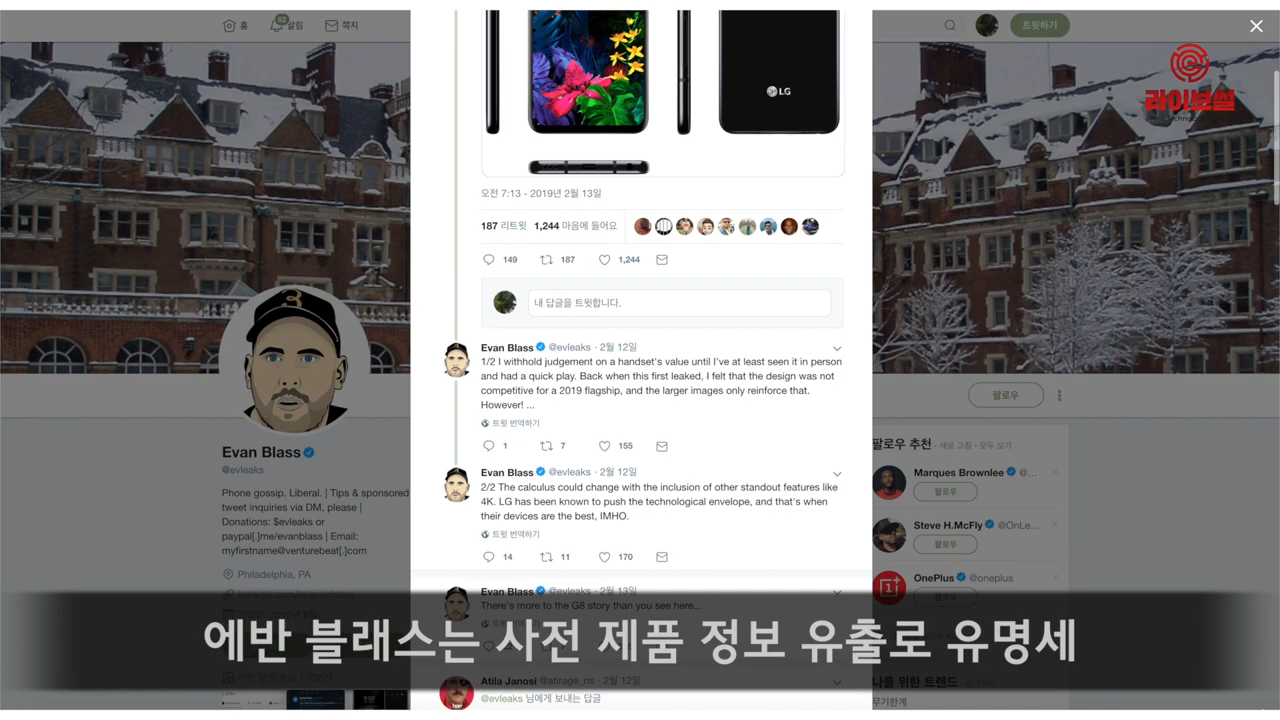 홈
62
알림
쪽지
트윗하기
라이브썰
LG
오전 7:13 - 2019년 2월 13일
187 리트윗 1,244 마음에 들어요
149 187 1,244
내 답글을 트윗합니다.
Evan Blass @evleaks · 2월 12일
1/2 I withhold judgement on a handset's value until I've at least seen it in person
and had a quick play. Back when this first leaked, I felt that the design was not
competitive for a 2019 flagship, and the larger images only reinforce that.
However! ...
트윗 번역하기
1 7 155
Evan Blass @evleaks · 2월 12일
2/2 The calculus could change with the inclusion of other standout features like
4K. LG has been known to push the technological envelope, and that's when
their devices are the best, IMHO.
트윗 번역하기
14 11 170
Evan Blass @evleaks · 2월 13일
There's more to the G8 story than you see here...
Atila Janosi @atirage_ns · 2월 12일
@evleaks 님에게 보내는 답글
Evan Blass
@evleaks
Phone gossip. Liberal. | Tips & sponsored
tweet inquiries via DM, please |
Donations: $evleaks or
paypal[.]me/evanblass | Email:
myfirstname@venturebeat[.]com
Philadelphia, PA
팔로우
팔로우 추천 · 새로 고침 · 모두 보기
Marques Brownlee @...
팔로우
Steve H.McFly @OnLe...
팔로우
OnePlus @oneplus
팔로우
나를 위한 트렌드
에반 블래스는 사전 제품 정보 유출로 유명세